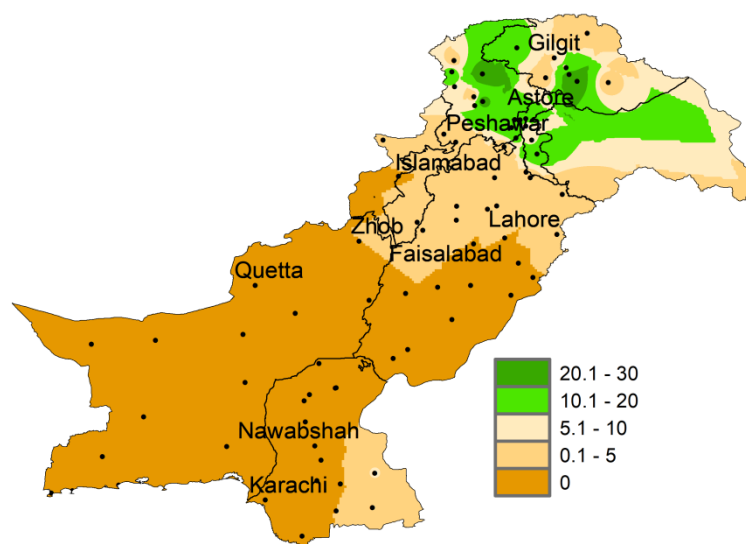 Gilgit
Astore
Peshawar
Islamabad
Zhob
Lahore
Faisalabad
Quetta
20.1 - 30
10.1 - 20
5.1 - 10
0.1 - 5
0
Nawabshah
Karachi